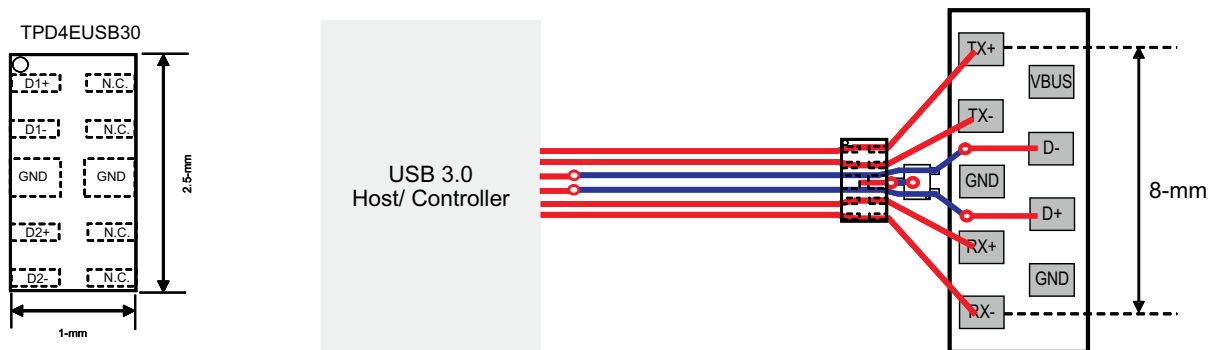 TPD4EUSB30
D1+ N.C.
D1- N.C.
GND GND
D2+ N.C.
D2- N.C.
2.5-mm
1-mm
USB 3.0
Host/ Controller
TX+
VBUS
TX-
D-
GND
D+
RX+
GND
RX-
8-mm